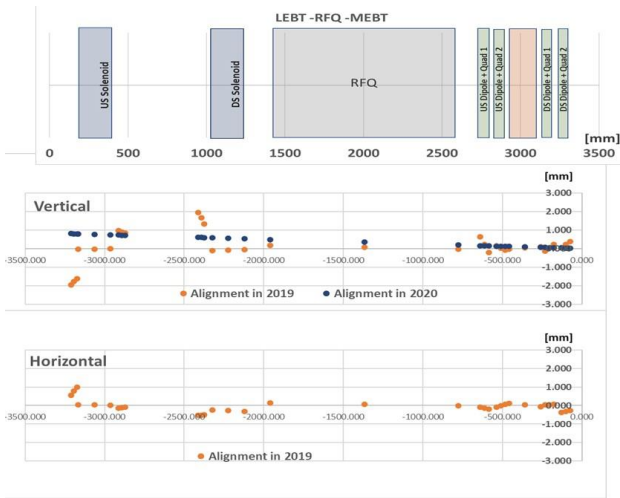 LEBT -RFQ -MEBT
US Solenoid
DS Solenoid
RFQ
US Dipole + Quad 1
US Dipole + Quad 2
DS Dipole + Quad 1
DS Dipole + Quad 2
[mm]
0 500 1000 1500 2000 2500 3000 3500
[mm]
Vertical
3.000
2.000
1.000
0.000
-3500.000 -3000.000 -2500.000 -2000.000 -1500.000 -1000.000 -500.000 0.000
-1.000
Alignment in 2019 Alignment in 2020
-2.000
-3.000
[mm]
Horizontal
3.000
2.000
1.000
0.000
-3500.000 -3000.000 -2500.000 -2000.000 -1500.000 -1000.000 -500.000 0.000
-1.000
-2.000
Alignment in 2019
-3.000